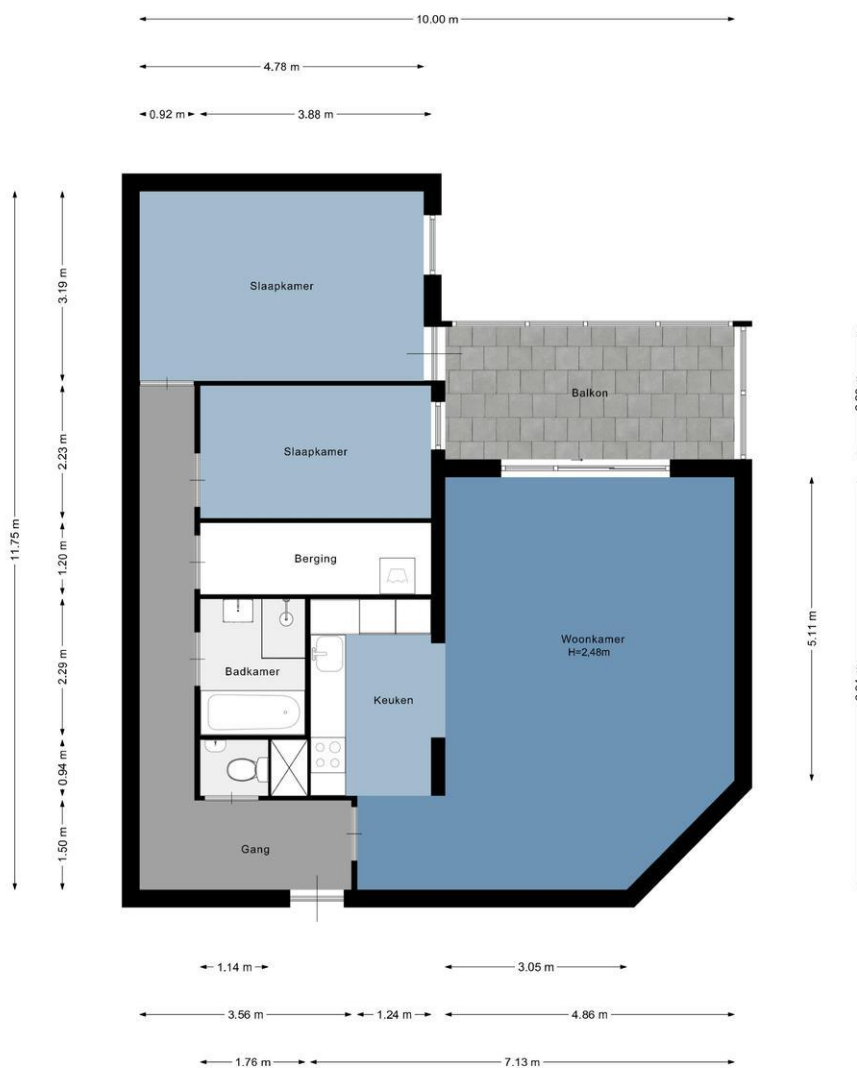 10.00 m
4.78 m
0.92 m
3.88 m
3.19 m
Slaapkamer
Balkon
2.23 m
Slaapkamer
11.75 m
1.20 m
Berging
5.11 m
Woonkamer
H=2,48m
2.29 m
Badkamer
Keuken
0.94 m
1.50 m
Gang
1.14 m
3.05 m
3.56 m
1.24 m
4.86 m
1.76 m
7.13 m